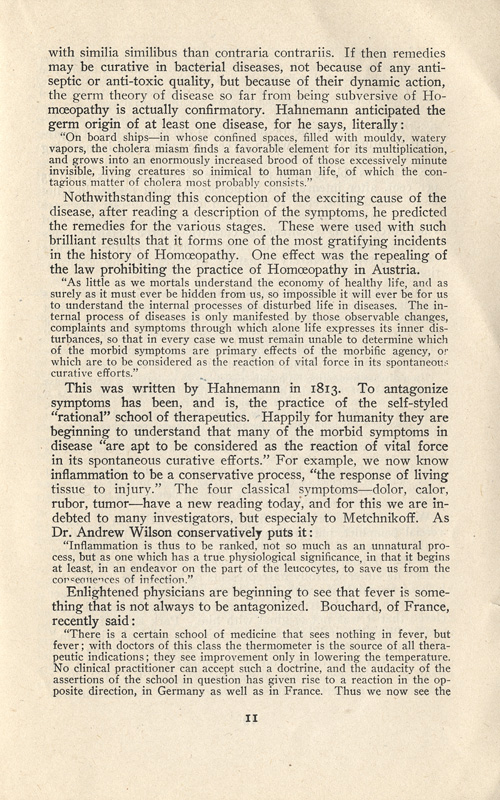 with similia similibus than contraria contrariis. If then remedies
may be curative in bacterial diseases, not because of any anti-
septic or anti-toxic quality, but because of their dynamic action,
the germ theory of disease so far from being subversive of Ho-
mœopathy is actually confirmatory. Hahnemann anticipated the
germ origin of at least one disease, for he says, literally:
"On board ships—in whose confined spaces, filled with mouldy, watery
vapors, the cholera miasm finds a favorable element for its multiplication,
and grows into an enormously increased brood of those excessively minute
invisible, living creatures so inimical to human life, of which the con-
tagious matter of cholera most probably consists."
Nothwithstanding this conception of the exciting cause of the
disease, after reading a description of the symptoms, he predicted
the remedies for the various stages. These were used with such
brilliant results that it forms one of the most gratifying incidents
in the history of Homœopathy. One effect was the repealing of
the law prohibiting the practice of Homœopathy in Austria.
"As little as we mortals understand the economy of healthy life, and as
surely as it must ever be hidden from us, so impossible it will ever be for us
to understand the internal processes of disturbed life in diseases. The in-
ternal process of diseases is only manifested by those observable changes,
complaints and symptoms through which alone life expresses its inner dis-
turbances, so that in every case we must remain unable to determine which
of the morbid symptoms are primary effects of the morbific agency, or
which are to be considered as the reaction of vital force in its spontaneous
curative efforts."
This was written by Hahnemann in 1813. To antagonize
symptoms has been, and is, the practice of the self-styled
"rational" school of therapeutics. Happily for humanity they are
beginning to understand that many of the morbid symptoms in
disease "are apt to be considered as the reaction of vital force
in its spontaneous curative efforts." For example, we now know
inflammation to be a conservative process, "the response of living
tissue to injury." The four classical symptoms—dolor, calor,
rubor, tumor—have a new reading today, and for this we are in-
debted to many investigators, but especialy to Metchnikoff. As
Dr. Andrew Wilson conservatively puts it:
"Inflammation is thus to be ranked, not so much as an unnatural pro-
cess, but as one which has a true physiological significance, in that it begins
at least, in an endeavor on the part of the leucocytes, to save us from the
consequences of infection."
Enlightened physicians are beginning to see that fever is some-
thing that is not always to be antagonized. Bouchard, of France,
recently said:
"There is a certain school of medicine that sees nothing in fever, but
fever; with doctors of this class the thermometer is the source of all thera-
peutic indications; they see improvement only in lowering the temperature.
No clinical practitioner can accept such a doctrine, and the audacity of the
assertions of the school in question has given rise to a reaction in the op-
posite direction, in Germany as well as in France. Thus we now see the
11